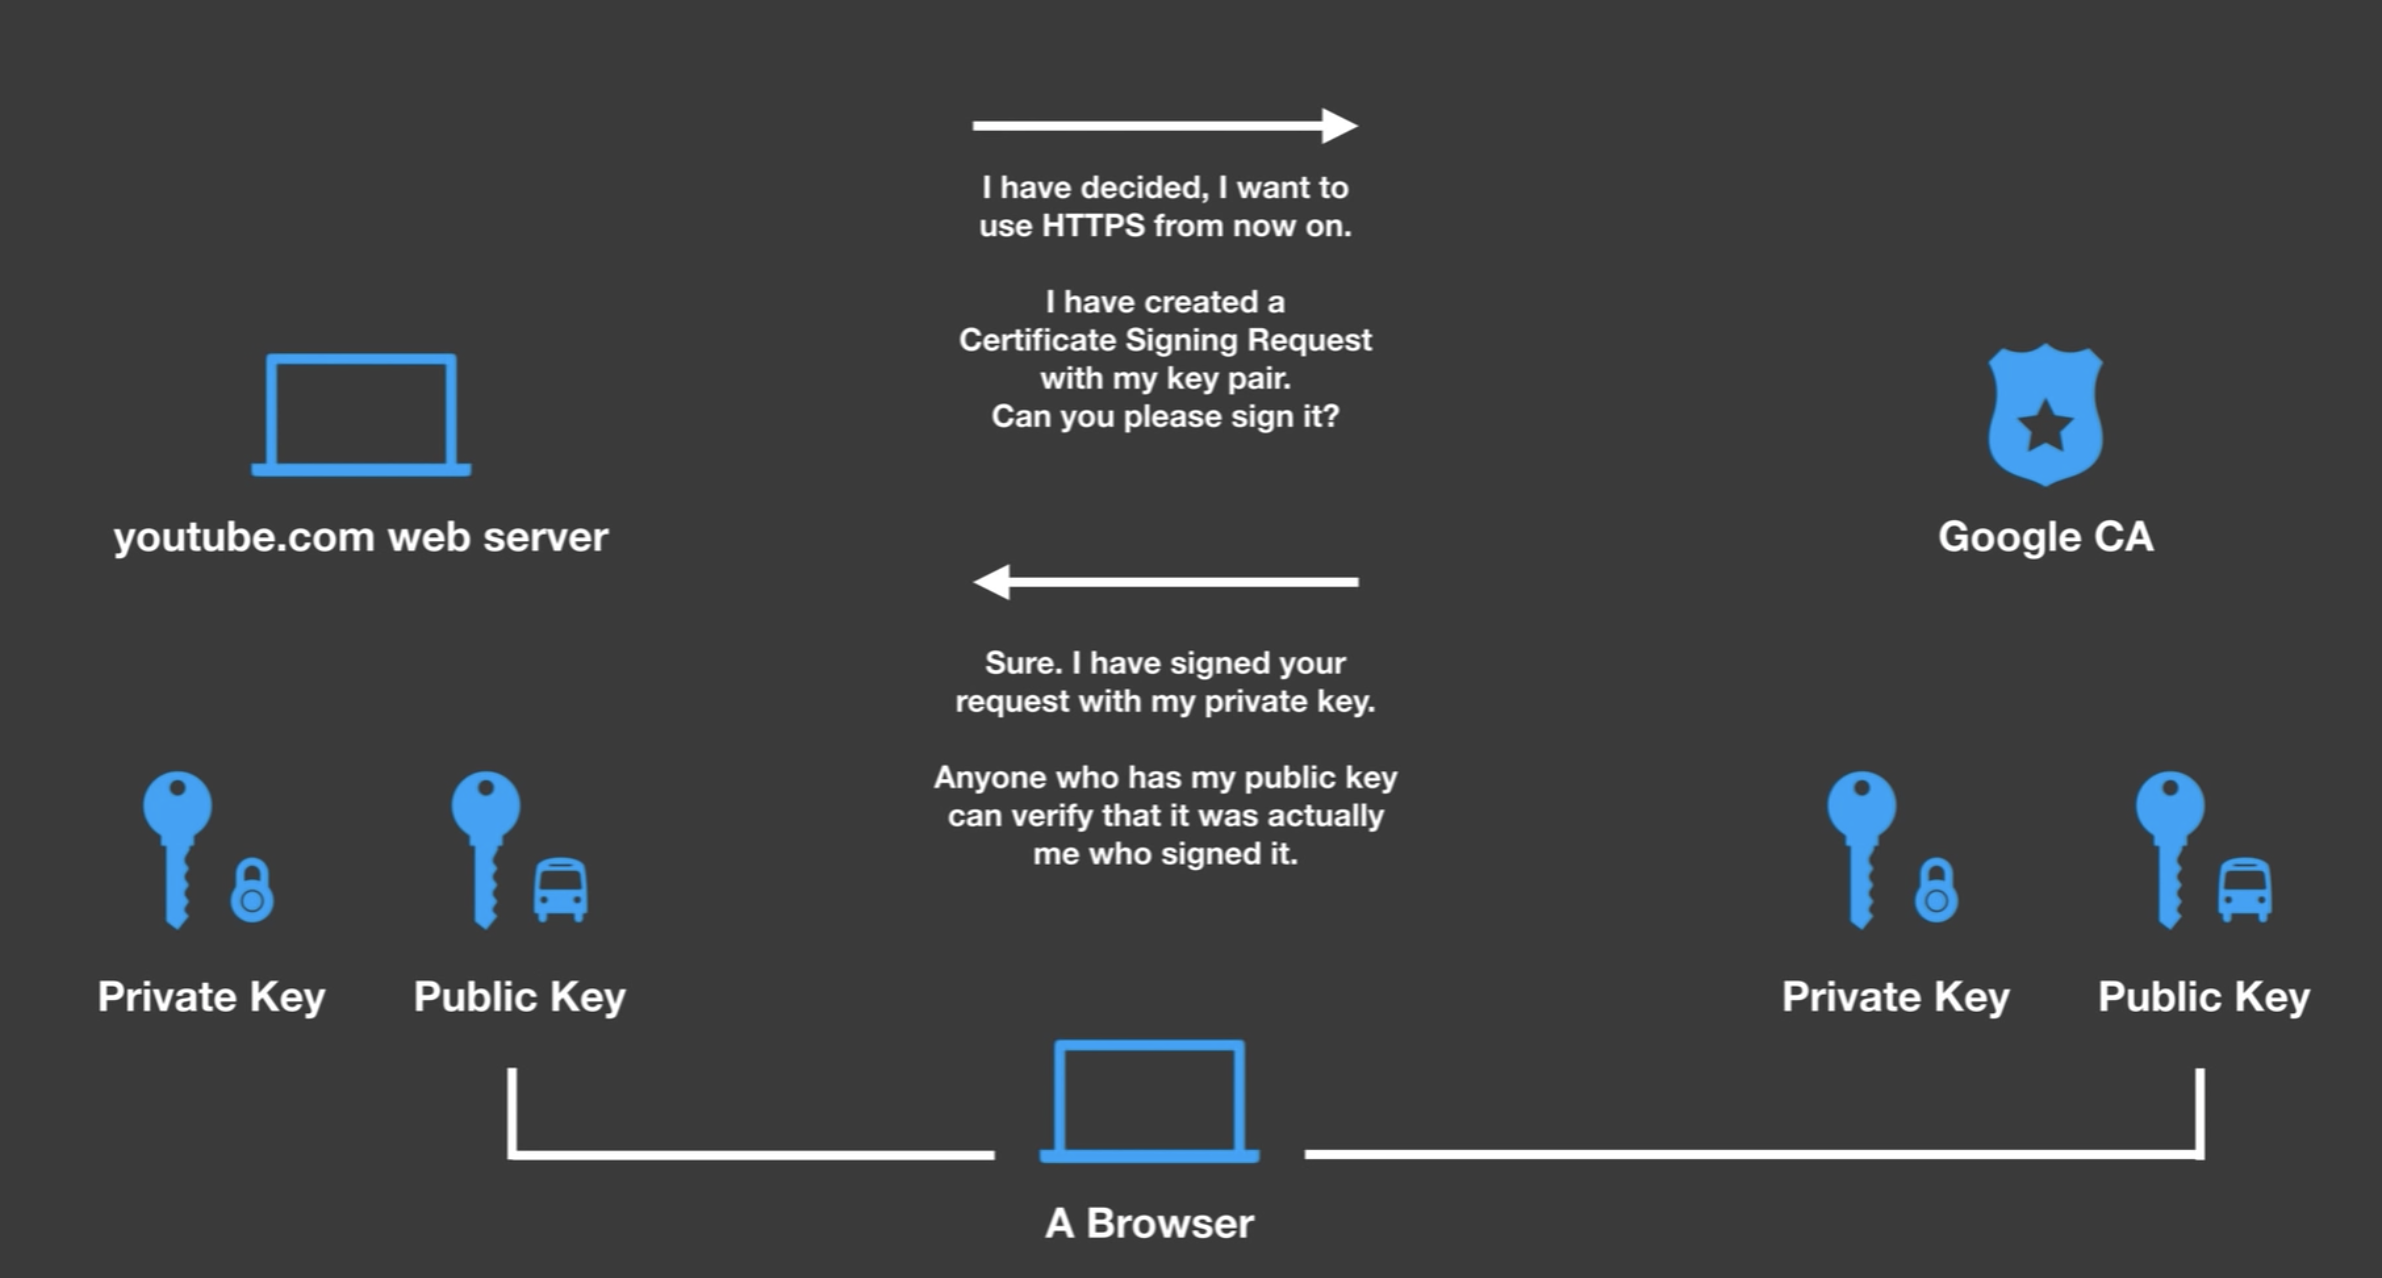 I have decided, I want to
use HTTPS from now on.
I have created a
Certificate Signing Request
with my key pair.
Can you please sign it?
youtube.com web server
Google CA
Sure. I have signed your
request with my private key.
Anyone who has my public key
can verify that it was actually
me who signed it.
Private Key
Public Key
Private Key
Public Key
A Browser